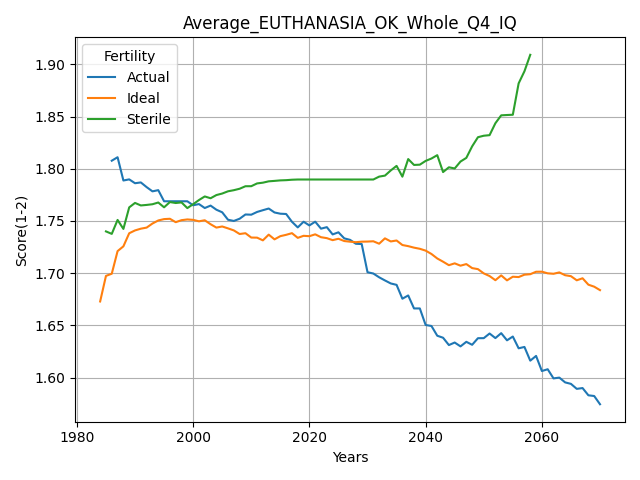 Average_EUTHANASIA_OK_Whole_Q4_IQ
Fertility
Actual
Ideal
Sterile
Score(1-2)
1.90
1.85
1.80
1.75
1.70
1.65
1.60
1980
2000
2020
2040
2060
Years